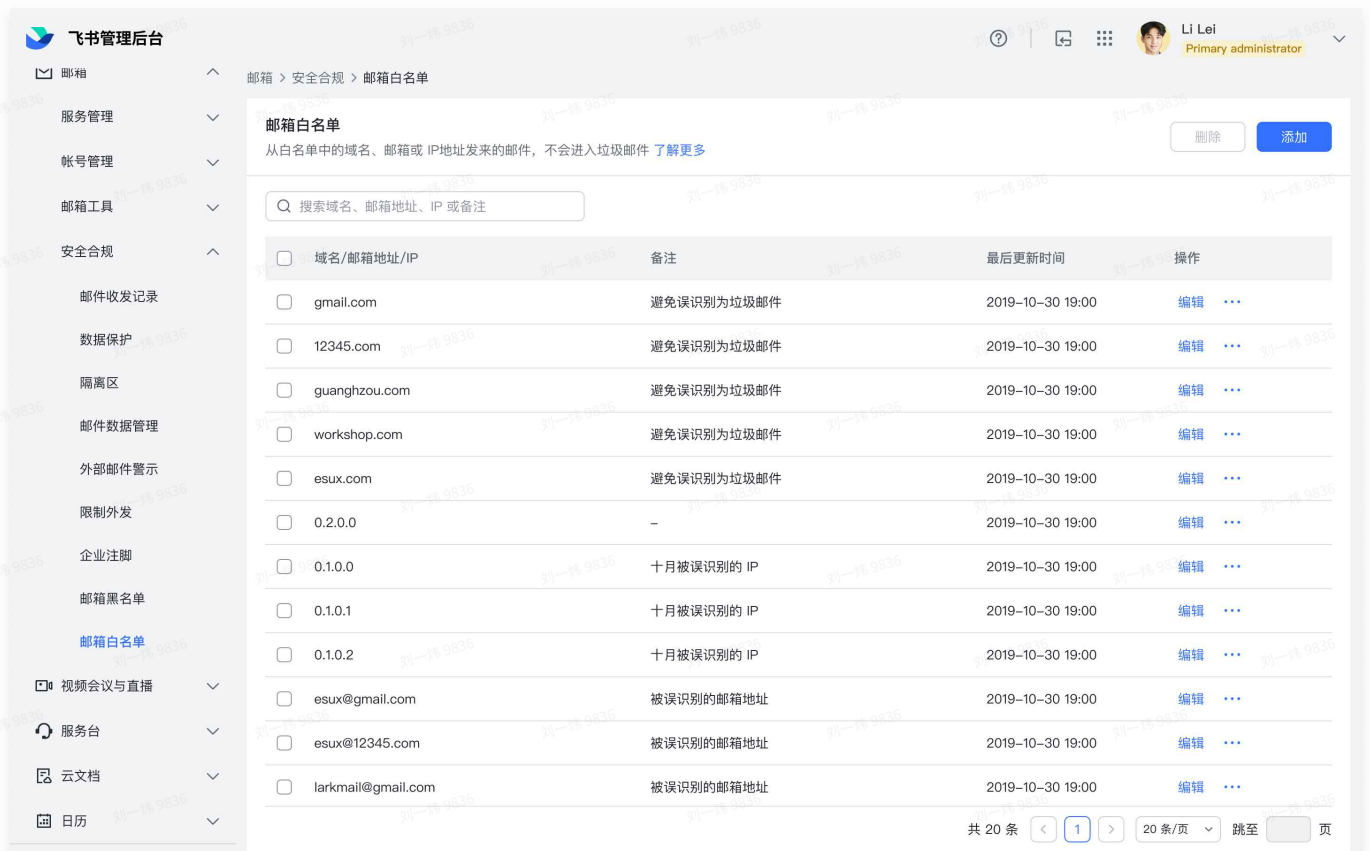 飞书管理后台
Li Lei
Primary administrator
邮箱
服务管理
帐号管理
邮箱工具
安全合规
邮件收发记录
数据保护
隔离区
邮件数据管理
外部邮件警示
限制外发
企业注脚
邮箱黑名单
邮箱白名单
视频会议与直播
服务台
云文档
日历
邮箱 > 安全合规 > 邮箱白名单
邮箱白名单
从白名单中的域名、邮箱或 IP地址发来的邮件，不会进入垃圾邮件 了解更多
删除 添加
搜索域名、邮箱地址、IP 或备注
域名/邮箱地址/IP 备注 最后更新时间 操作
gmail.com 避免误识别为垃圾邮件 2019-10-30 19:00 编辑 ···
12345.com 避免误识别为垃圾邮件 2019-10-30 19:00 编辑 ···
guanghzou.com 避免误识别为垃圾邮件 2019-10-30 19:00 编辑 ···
workshop.com 避免误识别为垃圾邮件 2019-10-30 19:00 编辑 ···
esux.com 避免误识别为垃圾邮件 2019-10-30 19:00 编辑 ···
0.2.0.0 – 2019-10-30 19:00 编辑 ···
0.1.0.0 十月被误识别的 IP 2019-10-30 19:00 编辑 ···
0.1.0.1 十月被误识别的 IP 2019-10-30 19:00 编辑 ···
0.1.0.2 十月被误识别的 IP 2019-10-30 19:00 编辑 ···
esux@gmail.com 被误识别的邮箱地址 2019-10-30 19:00 编辑 ···
esux@12345.com 被误识别的邮箱地址 2019-10-30 19:00 编辑 ···
larkmail@gmail.com 被误识别的邮箱地址 2019-10-30 19:00 编辑 ···
共 20 条 < 1 > 20 条/页 跳至 页
刘一炜 9836